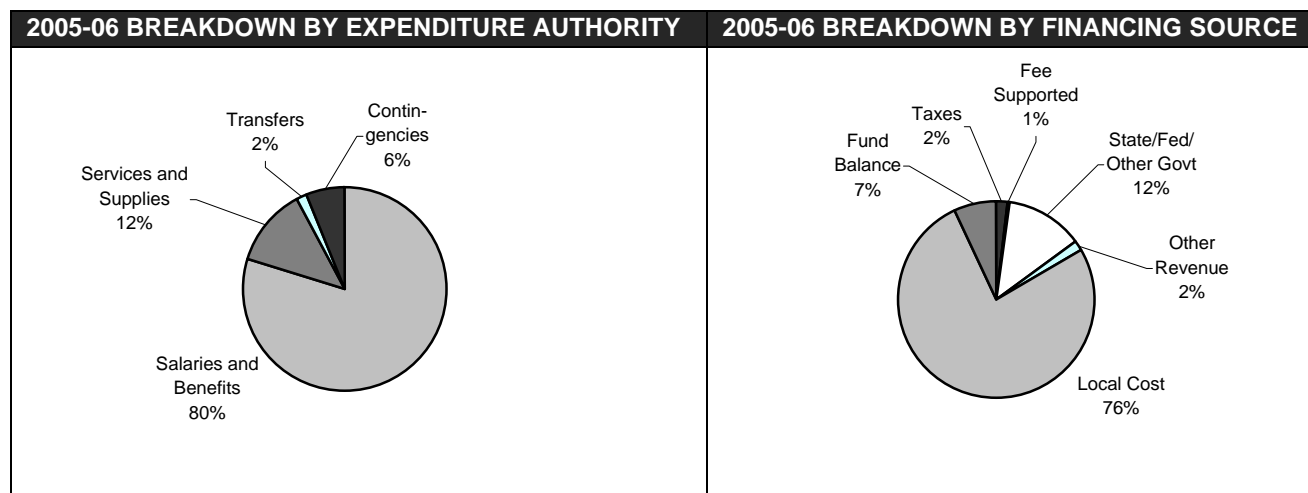 2005-06 BREAKDOWN BY EXPENDITURE AUTHORITY
Transfers
2%
Contin-
gencies
6%
Services and
Supplies
12%
Salaries and
Benefits
80%
2005-06 BREAKDOWN BY FINANCING SOURCE
Fee
Supported
1%
Taxes
2%
Fund
Balance
7%
State/Fed/
Other Govt
12%
Other
Revenue
2%
Local Cost
76%